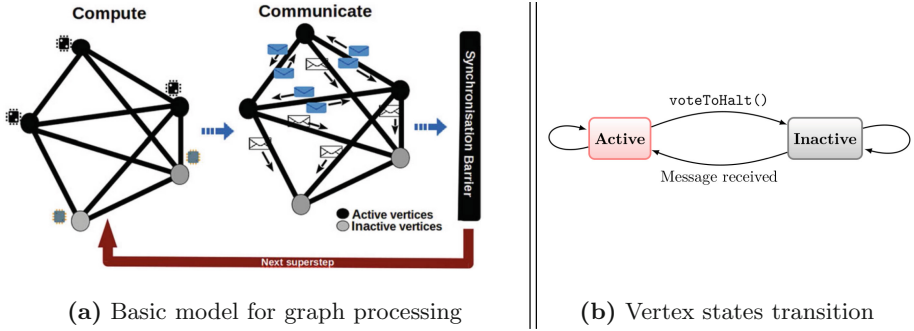 Compute
Communicate
Synchronisation Barrier
Active vertices
Inactive vertices
Next superstep
(a) Basic model for graph processing
voteToHalt()
Active
Inactive
Message received
(b) Vertex states transition